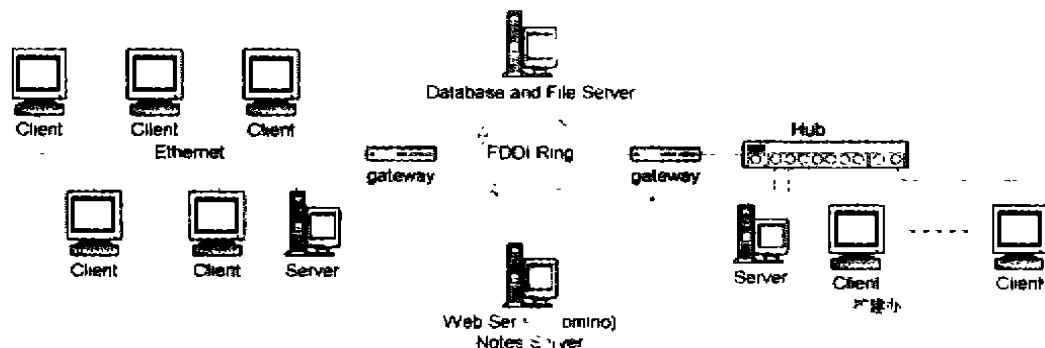 Client
Client
Client
Ethernet
Client
Client
Server
Database and File Server
gateway
FDDI Ring
gateway
Web
Notes
Hub
Server
Client
Client